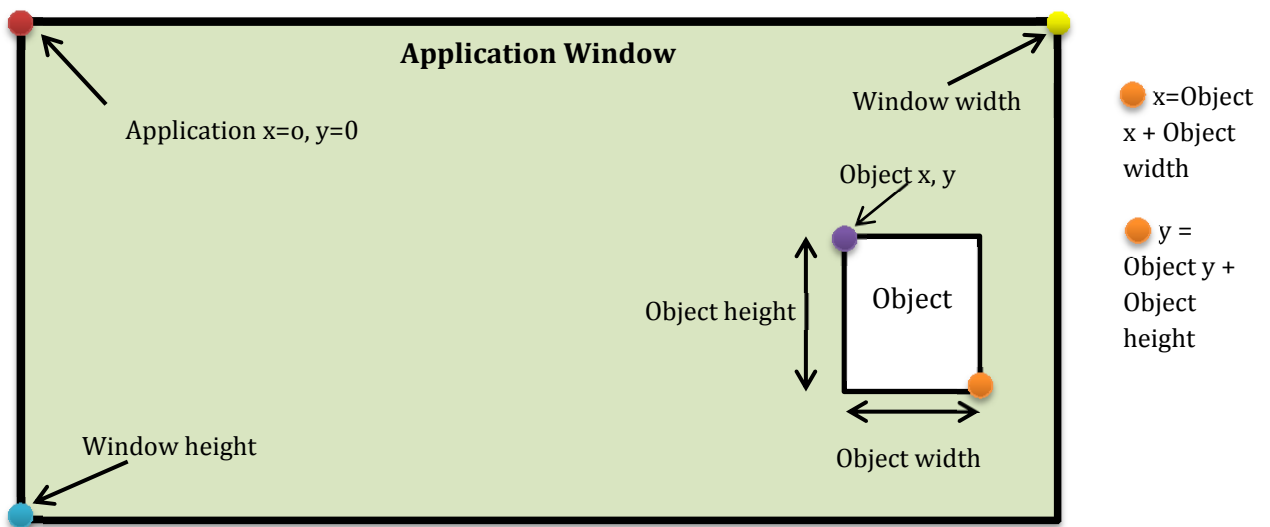 Application Window
Window width
Application x=o, y=0
Object x, y
Object height
Object
Object width
Window height
x=Object
x + Object
width
y =
Object y +
Object
height